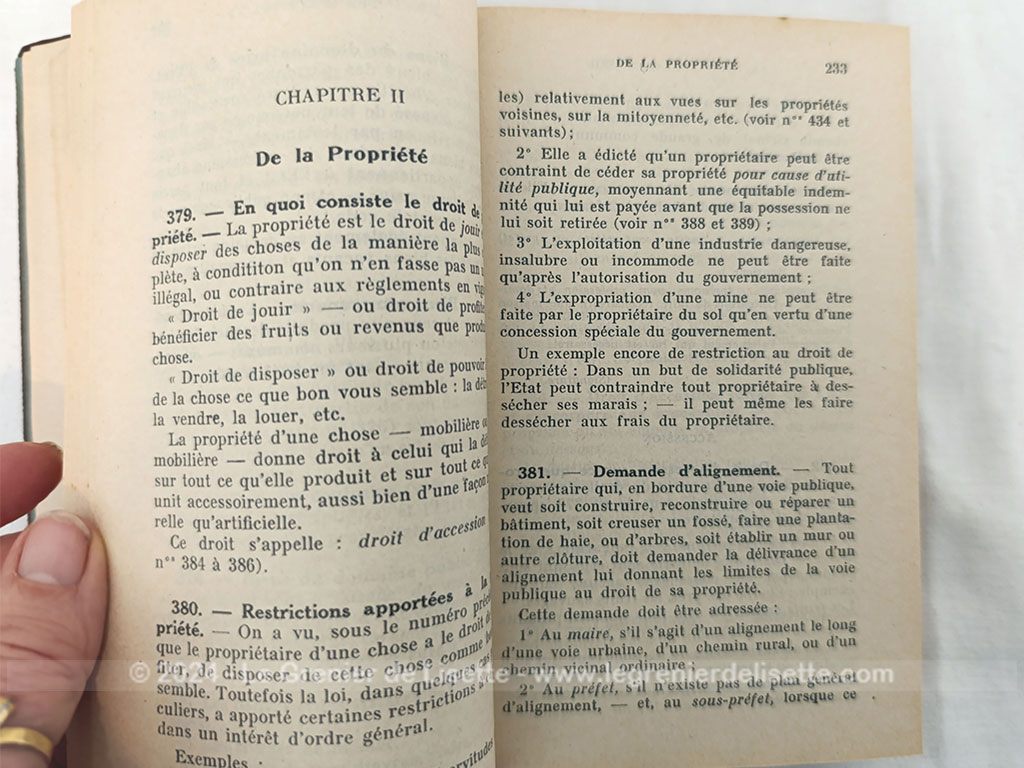 CHAPITRE II
De la Propriété
379. — En quoi consiste le droit de
priété. — La propriété est le droit de jouir
disposer des choses de la manière la plus
plète, à condititon qu'on n'en fasse pas un
illégal, ou contraire aux règlements en
« Droit de jouir » — ou droit de
bénéficier des fruits ou revenus que
chose.
« Droit de disposer » ou droit de pouvoir
de la chose ce que bon vous semble : la
la vendre, la louer, etc.
La propriété d'une chose — mobilière
mobilière — donne droit à celui qui la
sur tout ce qu'elle produit et sur tout ce
unit accessoirement, aussi bien d'une façon
relle qu'artificielle.
Ce droit s'appelle : droit d'accession
nos 384 à 386).
380. — Restrictions apportées à la
priété. — On a vu, sous le numéro
que le propriétaire d'une chose a le droit
de disposer de cette chose comme
semble. Toutefois la loi, dans quelques
culiers, a apporté certaines restrictions
dans un intérêt d'ordre général.
Exemples :
DE LA PROPRIÉTÉ 233
les) relativement aux vues sur les propriétés
voisines, sur la mitoyenneté, etc. (voir nos 434 et
suivants) ;
2° Elle a édicté qu'un propriétaire peut être
contraint de céder sa propriété pour cause d'uti-
lité publique, moyennant une équitable indem-
nité qui lui est payée avant que la possession ne
lui soit retirée (voir nos 388 et 389) ;
3° L'exploitation d'une industrie dangereuse,
insalubre ou incommode ne peut être faite
qu'après l'autorisation du gouvernement ;
4° L'expropriation d'une mine ne peut être
faite par le propriétaire du sol qu'en vertu d'une
concession spéciale du gouvernement.
Un exemple encore de restriction au droit de
propriété : Dans un but de solidarité publique,
l'Etat peut contraindre tout propriétaire à des-
sécher ses marais ; — il peut même les faire
dessécher aux frais du propriétaire.
381. — Demande d'alignement. — Tout
propriétaire qui, en bordure d'une voie publique,
veut soit construire, reconstruire ou réparer un
bâtiment, soit creuser un fossé, faire une planta-
tion de haie, ou d'arbres, soit établir un mur ou
autre clôture, doit demander la délivrance d'un
alignement lui donnant les limites de la voie
publique au droit de sa propriété.
Cette demande doit être adressée :
1° Au maire, s'il s'agit d'un alignement le long
d'une voie urbaine, d'un chemin rural, ou d'un
chemin vicinal ordinaire ;
2° Au préfet, s'il n'existe pas de plan général
d'alignement, — et, au sous-préfet, lorsque ce
© 2024 Le Grenier de Lisette - www.legrenierdelisette.com